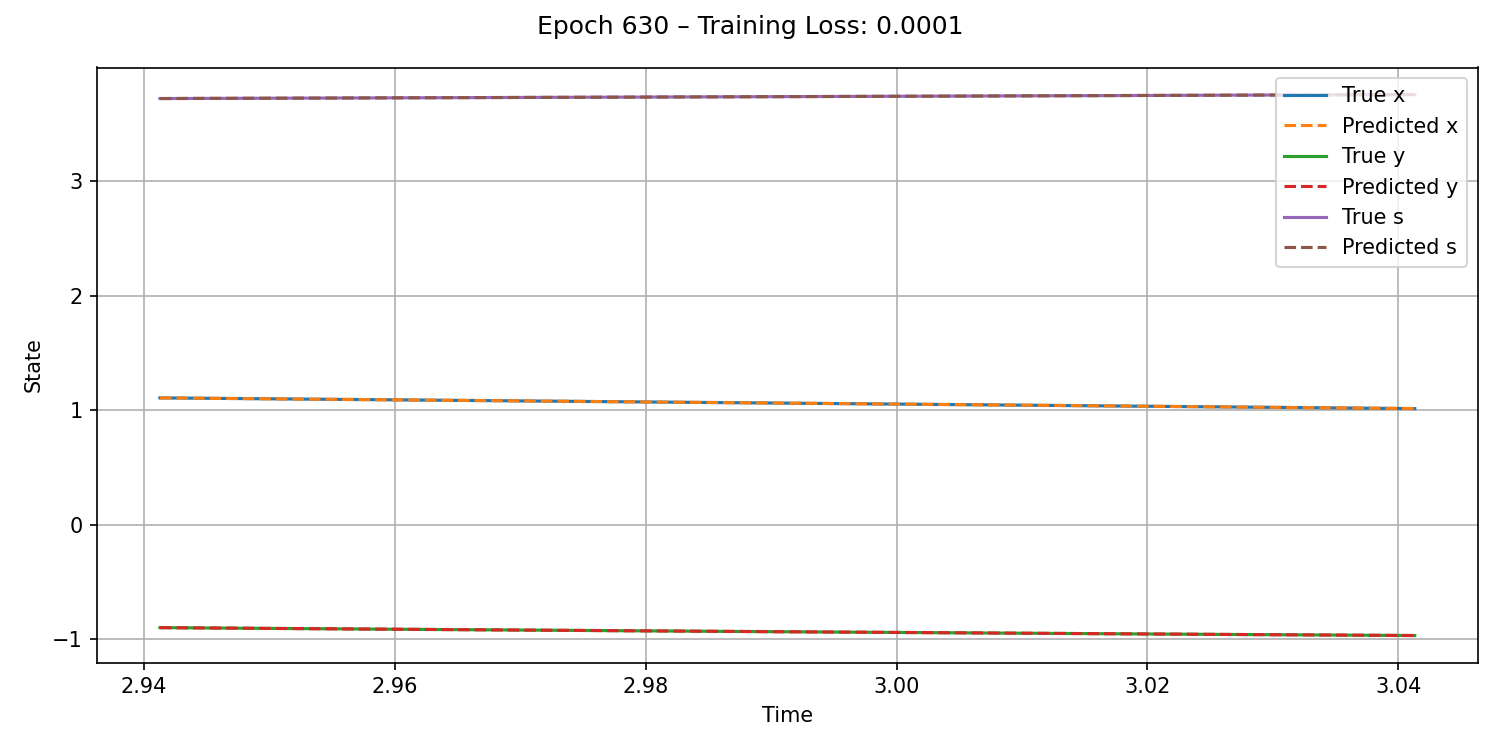 Epoch 630 – Training Loss: 0.0001
True x
Predicted x
True y
Predicted y
True s
Predicted s
State
3
2
1
0
−1
2.94
2.96
2.98
3.00
3.02
3.04
Time